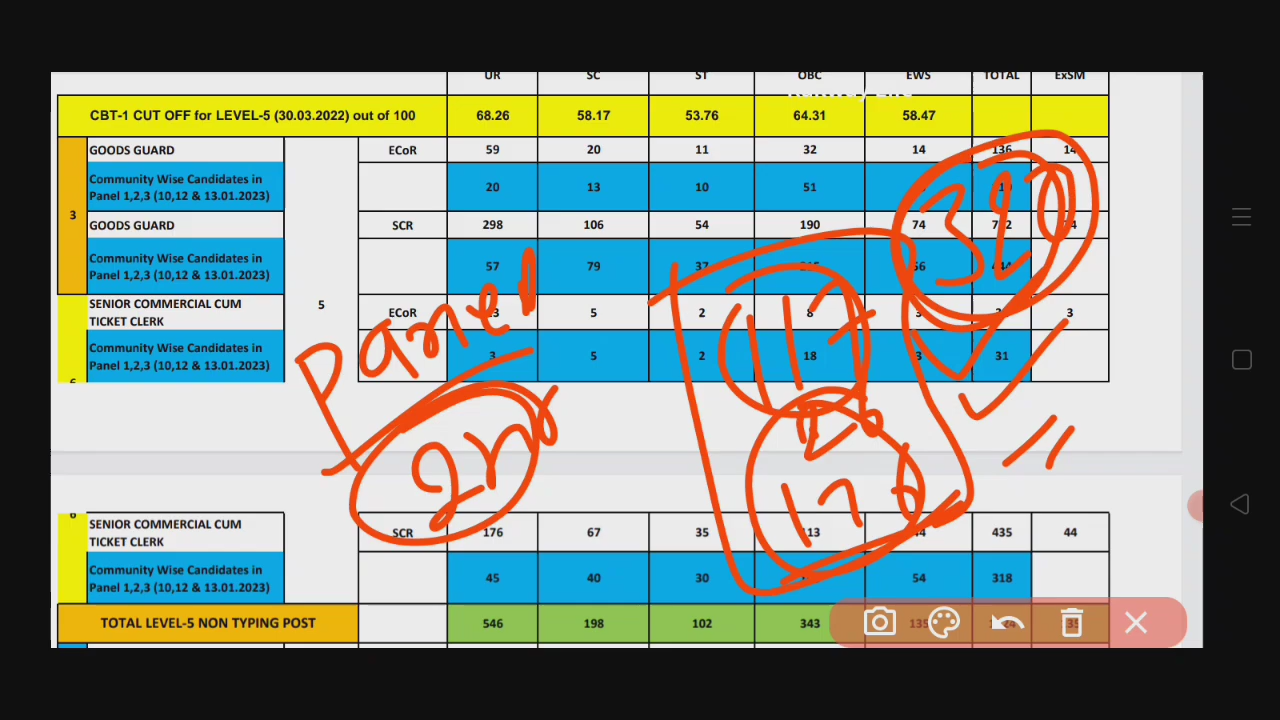 UR SC ST OBC EWS TOTAL ExSM
CBT-1 CUT OFF for LEVEL-5 (30.03.2022) out of 100 68.26 58.17 53.76 64.31 58.47
3
GOODS GUARD ECoR 59 20 11 32 14 136 14
Community Wise Candidates in
Panel 1,2,3 (10,12 & 13.01.2023) 20 13 10 51
GOODS GUARD SCR 298 106 54 190 74
Community Wise Candidates in
Panel 1,2,3 (10,12 & 13.01.2023) 57 79 37
5
SENIOR COMMERCIAL CUM
TICKET CLERK ECoR 5 2 8 3 3
Community Wise Candidates in
Panel 1,2,3 (10,12 & 13.01.2023) 3 5 2 18 3 31
6
SENIOR COMMERCIAL CUM
TICKET CLERK SCR 176 67 35 113 44 435 44
Community Wise Candidates in
Panel 1,2,3 (10,12 & 13.01.2023) 45 40 30 54 318
TOTAL LEVEL-5 NON TYPING POST 546 198 102 343
Panel
2nd
117